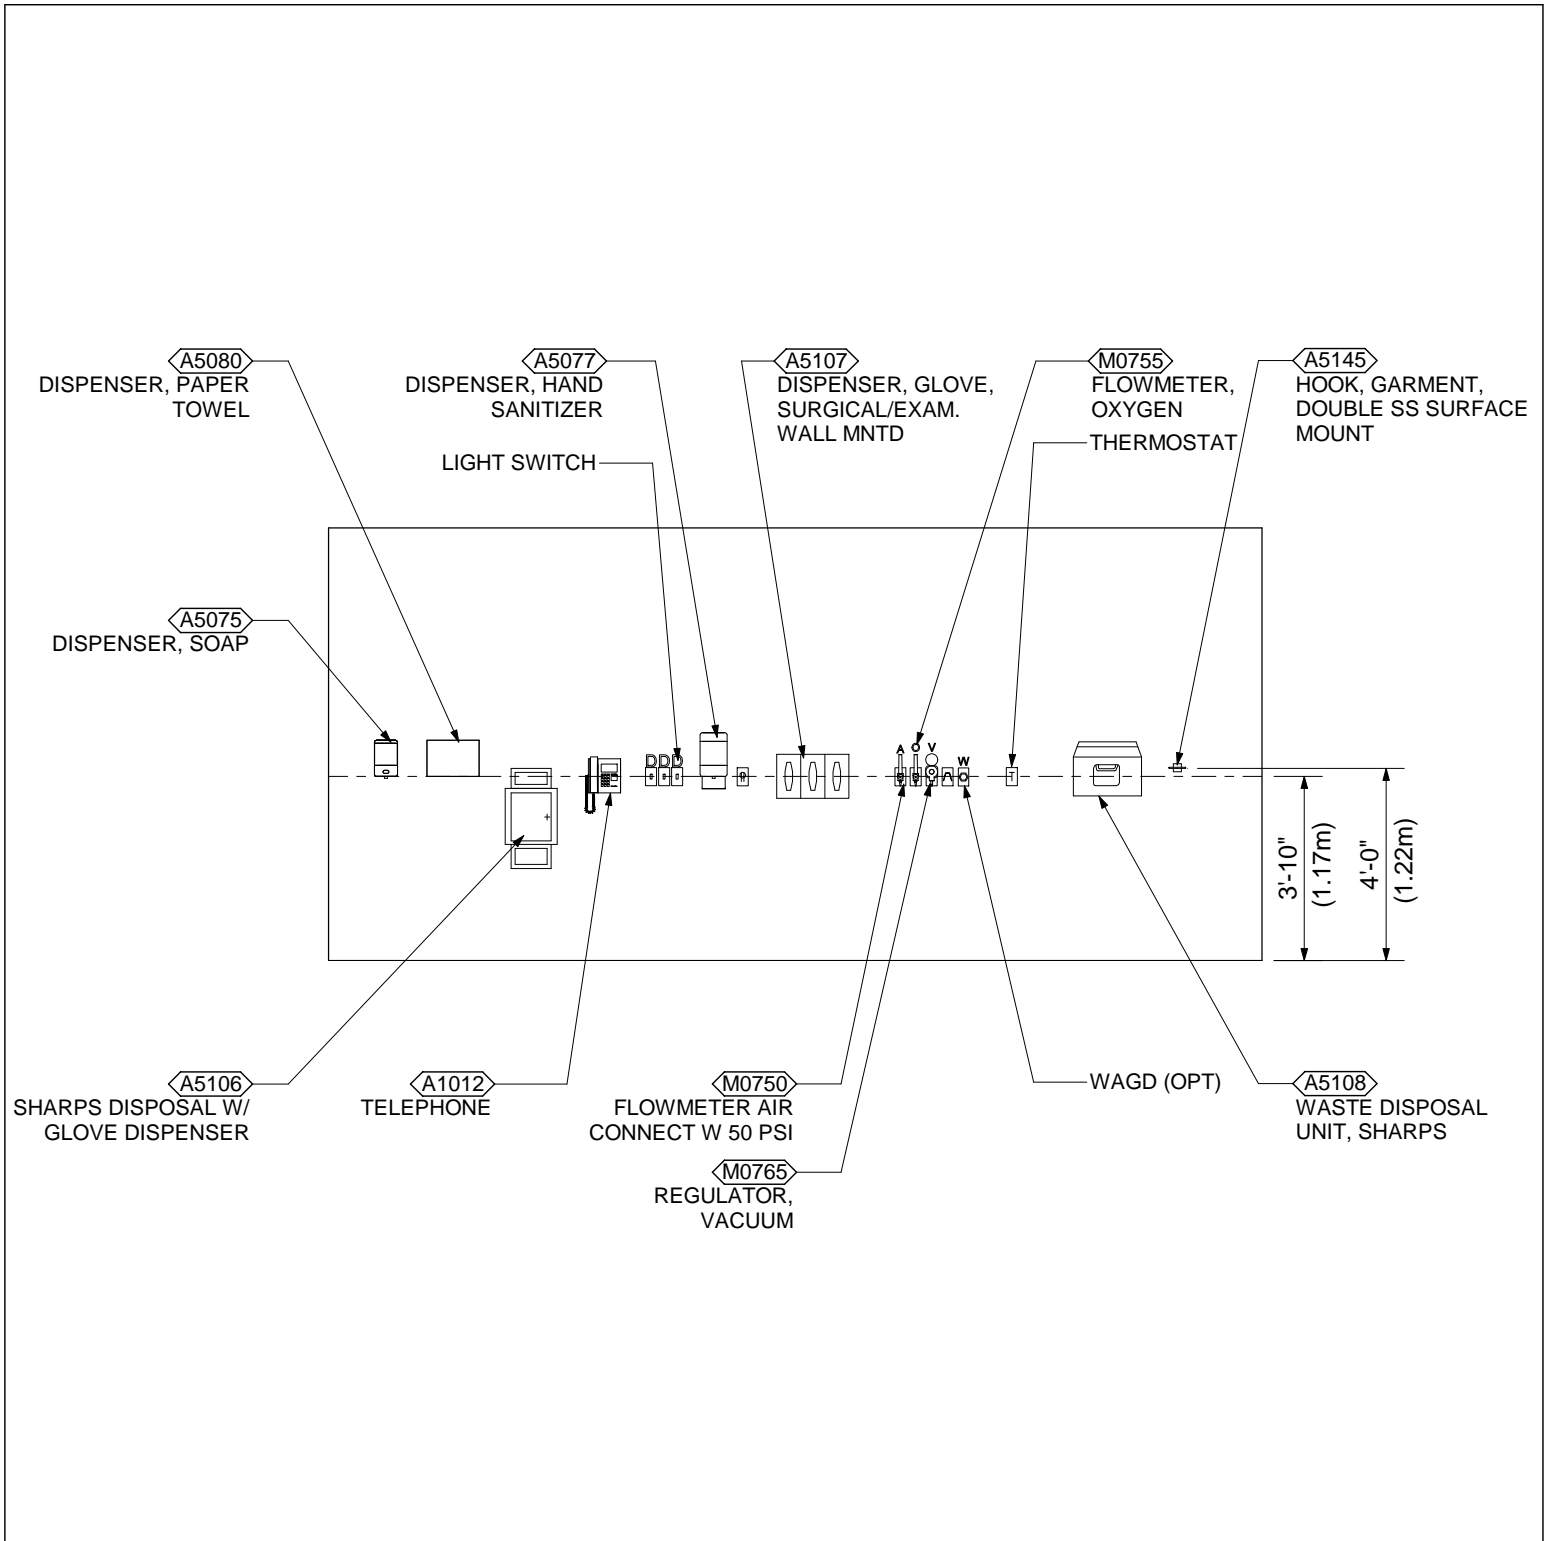 A5080
DISPENSER, PAPER
TOWEL
A5077
DISPENSER, HAND
SANITIZER
LIGHT SWITCH
A5107
DISPENSER, GLOVE,
SURGICAL/EXAM.
WALL MNTD
M0755
FLOWMETER,
OXYGEN
THERMOSTAT
A5145
HOOK, GARMENT,
DOUBLE SS SURFACE
MOUNT
A5075
DISPENSER, SOAP
D D D
A O V
W
T
3'-10"
(1.17m)
4'-0"
(1.22m)
A5106
SHARPS DISPOSAL W/
GLOVE DISPENSER
A1012
TELEPHONE
M0750
FLOWMETER AIR
CONNECT W 50 PSI
M0765
REGULATOR,
VACUUM
WAGD (OPT)
A5108
WASTE DISPOSAL
UNIT, SHARPS